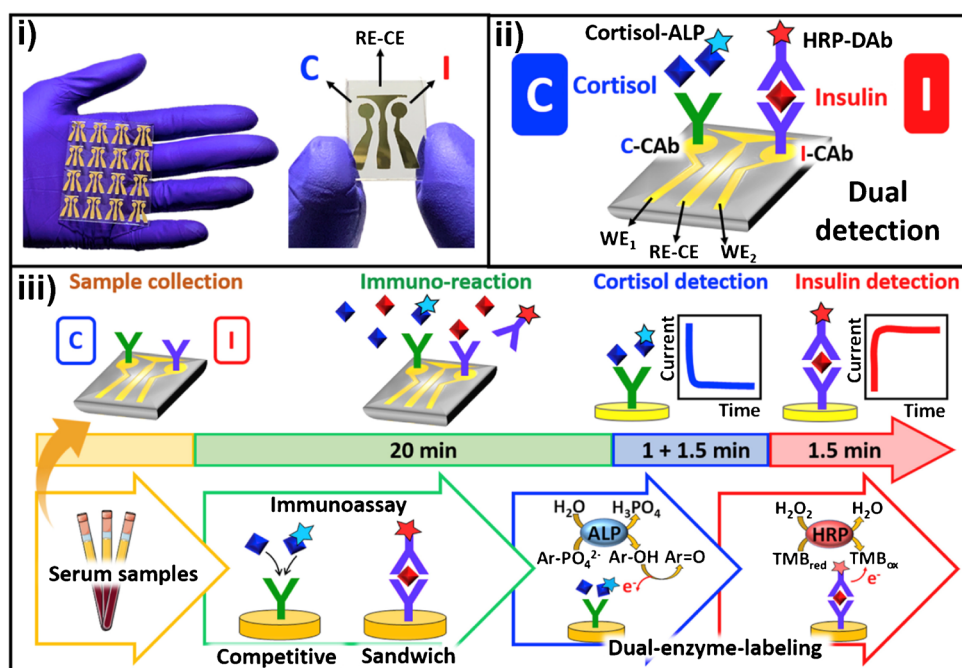 i)
RE-CE
C
I
ii)
Cortisol-ALP
HRP-DAb
C
Cortisol
Insulin
I
C-CAb
I-CAb
WE₁
RE-CE
WE₂
Dual
detection
iii)
Sample collection
Immuno-reaction
Cortisol detection
Insulin detection
C
I
Current
Time
Current
Time
20 min
1 + 1.5 min
1.5 min
Serum samples
Immunoassay
Competitive
Sandwich
H₂O
H₃PO₄
ALP
Ar-PO₄²⁻
Ar-OH
Ar=O
e⁻
H₂O₂
H₂O
HRP
TMBred
TMBox
e⁻
Dual-enzyme-labeling